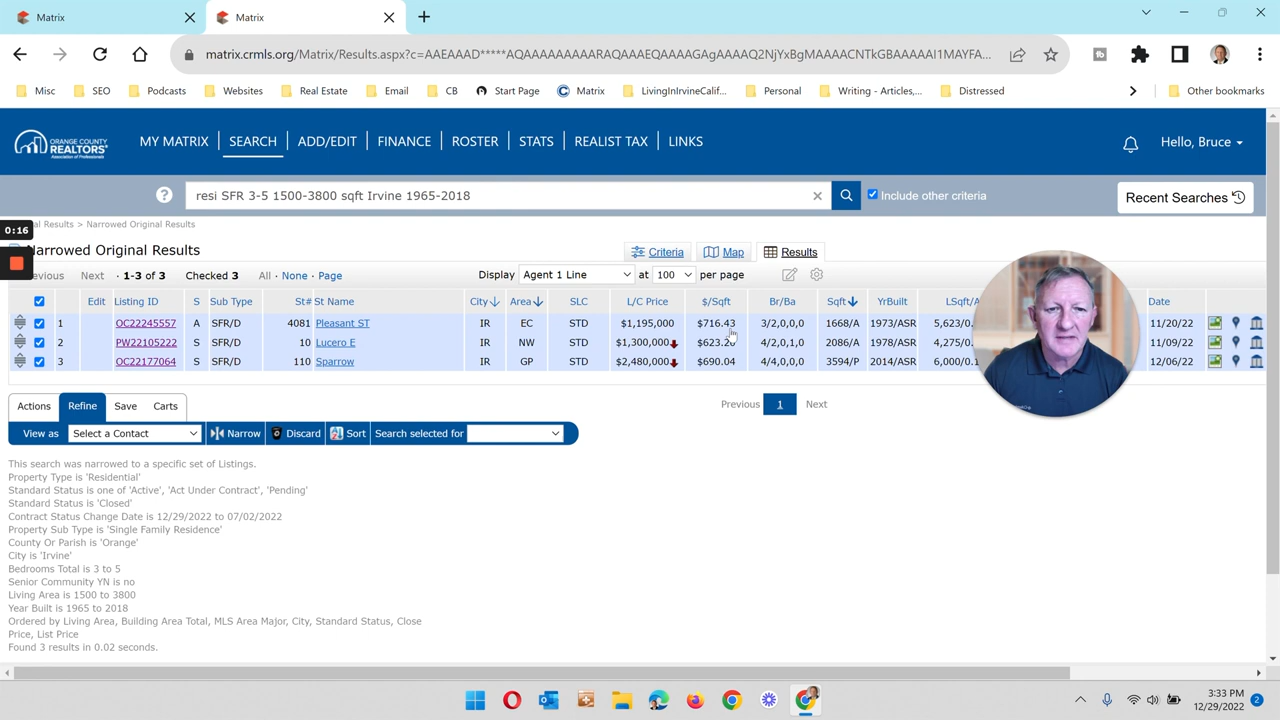 Matrix
Matrix
matrix.crmls.org/Matrix/Results.aspx?c=AAEAAAD*****AQAAAAAAAAARAQAAAEQAAAAGAgAAAAQ2NjYxBgMAAAACNTkGBAAAAAI1MAYFA...
Misc SEO Podcasts Websites Real Estate Email CB Start Page Matrix LivingInIrvineCalif... Personal Writing - Articles,... Distressed Other bookmarks
ORANGE COUNTY
REALTORS
MY MATRIX SEARCH ADD/EDIT FINANCE ROSTER STATS REALIST TAX LINKS Hello, Bruce
resi SFR 3-5 1500-3800 sqft Irvine 1965-2018 Include other criteria Recent Searches
Results > Narrowed Original Results
0:16
Narrowed Original Results Criteria Map Results
Next · 1-3 of 3 Checked 3 All · None · Page Display Agent 1 Line at 100 per page
Edit Listing ID S Sub Type St# St Name City Area SLC L/C Price $/Sqft Br/Ba Sqft YrBuilt Date
1 OC22245557 A SFR/D 4081 Pleasant ST IR EC STD $1,195,000 $716.43 3/2,0,0,0 1668/A 1973/ASR 11/20/22
2 PW22105222 S SFR/D 10 Lucero E IR NW STD $1,300,000 $623.20 4/2,0,1,0 2086/A 1978/ASR 11/09/22
3 OC22177064 S SFR/D 110 Sparrow IR GP STD $2,480,000 $690.04 4/4,0,0,0 3594/P 2014/ASR 12/06/22
Actions Refine Save Carts Previous 1 Next
View as Select a Contact Narrow Discard Sort Search selected for
This search was narrowed to a specific set of Listings.
Property Type is 'Residential'
Standard Status is one of 'Active', 'Act Under Contract', 'Pending'
Standard Status is 'Closed'
Contract Status Change Date is 12/29/2022 to 07/02/2022
Property Sub Type is 'Single Family Residence'
County Or Parish is 'Orange'
City is 'Irvine'
Bedrooms Total is 3 to 5
Senior Community YN is no
Living Area is 1500 to 3800
Year Built is 1965 to 2018
Ordered by Living Area, Building Area Total, MLS Area Major, City, Standard Status, Close
Price, List Price
Found 3 results in 0.02 seconds.
3:33 PM
12/29/2022 2